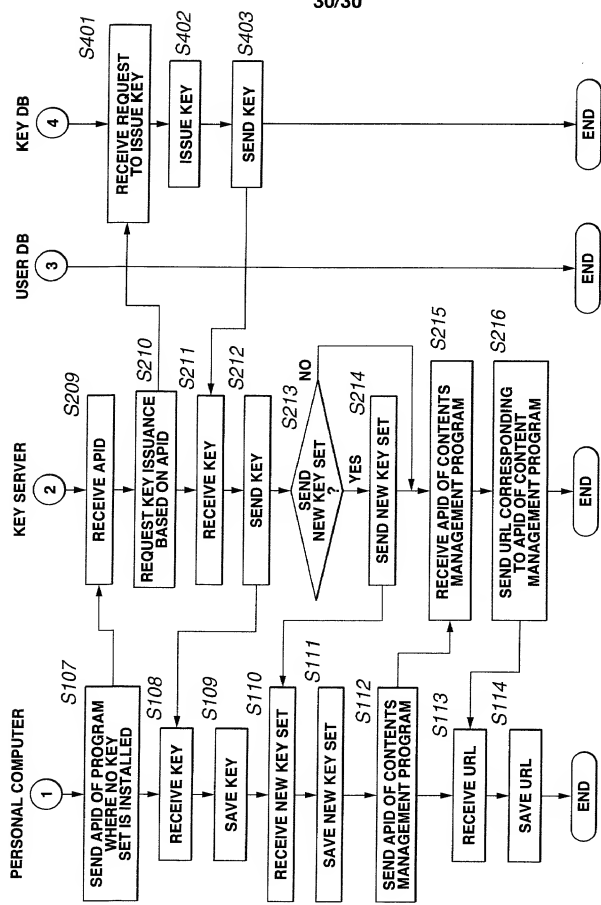 30/30
PERSONAL COMPUTER
1
SEND APID OF PROGRAM
WHERE NO KEY
SET IS INSTALLED
S107
RECEIVE KEY
S108
SAVE KEY
S109
RECEIVE NEW KEY SET
S110
SAVE NEW KEY SET
S111
SEND APID OF CONTENTS
MANAGEMENT PROGRAM
S112
RECEIVE URL
S113
SAVE URL
S114
END
KEY SERVER
2
RECEIVE APID
S209
REQUEST KEY ISSUANCE
BASED ON APID
S210
RECEIVE KEY
S211
SEND KEY
S212
SEND
NEW KEY SET
?
S213
NO
YES
SEND NEW KEY SET
S214
RECEIVE APID OF CONTENTS
MANAGEMENT PROGRAM
S215
SEND URL CORRESPONDING
TO APID OF CONTENT
MANAGEMENT PROGRAM
S216
END
USER DB
3
END
KEY DB
4
RECEIVE REQUEST
TO ISSUE KEY
S401
ISSUE KEY
S402
SEND KEY
S403
END